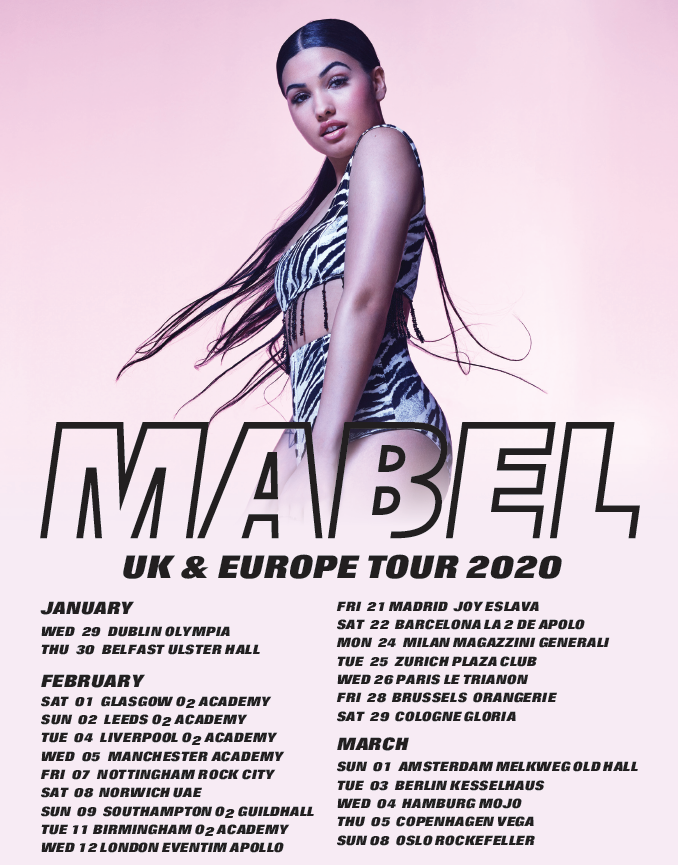 MABEL
UK & EUROPE TOUR 2020
JANUARY
WED 29 DUBLIN OLYMPIA
THU 30 BELFAST ULSTER HALL
FEBRUARY
SAT 01 GLASGOW O2 ACADEMY
SUN 02 LEEDS O2 ACADEMY
TUE 04 LIVERPOOL O2 ACADEMY
WED 05 MANCHESTER ACADEMY
FRI 07 NOTTINGHAM ROCK CITY
SAT 08 NORWICH UAE
SUN 09 SOUTHAMPTON O2 GUILDHALL
TUE 11 BIRMINGHAM O2 ACADEMY
WED 12 LONDON EVENTIM APOLLO
FRI 21 MADRID JOY ESLAVA
SAT 22 BARCELONA LA 2 DE APOLO
MON 24 MILAN MAGAZZINI GENERALI
TUE 25 ZURICH PLAZA CLUB
WED 26 PARIS LE TRIANON
FRI 28 BRUSSELS ORANGERIE
SAT 29 COLOGNE GLORIA
MARCH
SUN 01 AMSTERDAM MELKWEG OLD HALL
TUE 03 BERLIN KESSELHAUS
WED 04 HAMBURG MOJO
THU 05 COPENHAGEN VEGA
SUN 08 OSLO ROCKEFELLER